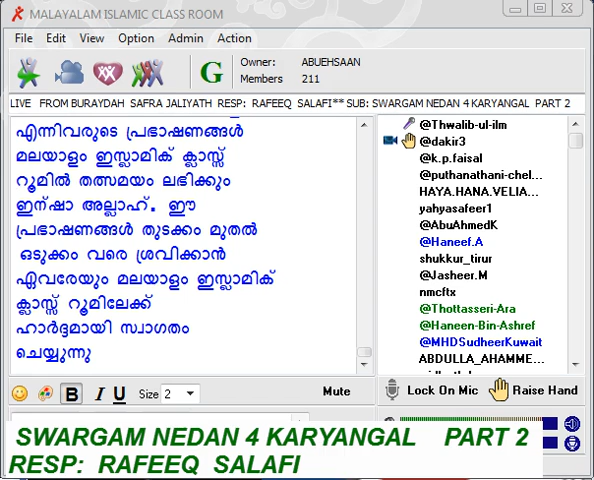 MALAYALAM ISLAMIC CLASS ROOM
File Edit View Option Admin Action
G
Owner: ABUEHSAAN
Members 211
LIVE FROM BURAYDAH SAFRA JALIYATH RESP: RAFEEQ SALAFI** SUB: SWARGAM NEDAN 4 KARYANGAL PART 2
എന്നിവരുടെ പ്രഭാഷണങ്ങൾ
മലയാളം ഇസ്ലാമിക് ക്ലാസ്സ്
റൂമിൽ തത്സമയം ലഭിക്കും
ഇന്ഷാ അല്ലാഹ്. ഈ
പ്രഭാഷണങ്ങൾ തുടക്കം മുതൽ
ഒടുക്കം വരെ ശ്രവിക്കാൻ
ഏവരേയും മലയാളം ഇസ്ലാമിക്
ക്ലാസ്സ് റൂമിലേക്ക്
ഹാർദ്ദമായി സ്വാഗതം
ചെയ്യുന്നു
@Thwalib-ul-ilm
@dakir3
@k.p.faisal
@puthanathani-chel...
HAYA.HANA.VELIA...
yahyasafeer1
@AbuAhmedK
@Haneef.A
shukkur_tirur
@Jasheer.M
nmcftx
@Thottasseri-Ara
@Haneen-Bin-Ashref
@MHDSudheerKuwait
ABDULLA_AHAMME...
B I U Size 2 Mute
Lock On Mic Raise Hand
SWARGAM NEDAN 4 KARYANGAL PART 2
RESP: RAFEEQ SALAFI